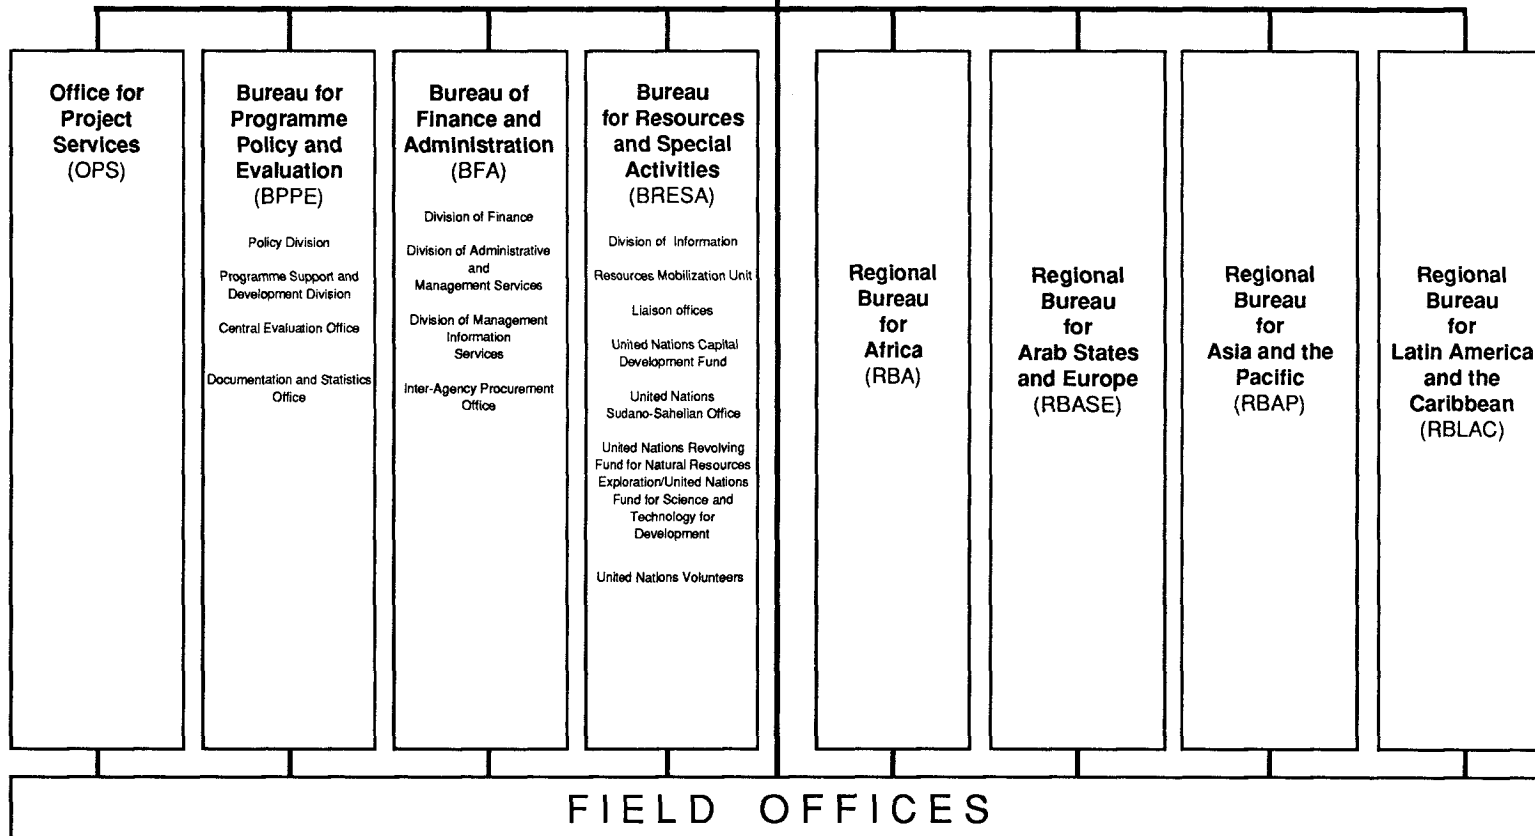 Office for
Project
Services
(OPS)
Bureau for
Programme
Policy and
Evaluation
(BPPE)
Policy Division
Programme Support and
Development Division
Central Evaluation Office
Documentation and Statistics
Office
Bureau of
Finance and
Administration
(BFA)
Division of Finance
Division of Administrative
and
Management Services
Division of Management
Information
Services
Inter-Agency Procurement
Office
Bureau
for Resources
and Special
Activities
(BRESA)
Division of Information
Resources Mobilization Unit
Liaison offices
United Nations Capital
Development Fund
United Nations
Sudano-Sahelian Office
United Nations Revolving
Fund for Natural Resources
Exploration/United Nations
Fund for Science and
Technology for
Development
United Nations Volunteers
Regional
Bureau
for
Africa
(RBA)
Regional
Bureau
for
Arab States
and Europe
(RBASE)
Regional
Bureau
for
Asia and the
Pacific
(RBAP)
Regional
Bureau
for
Latin America
and the
Caribbean
(RBLAC)
FIELD OFFICES